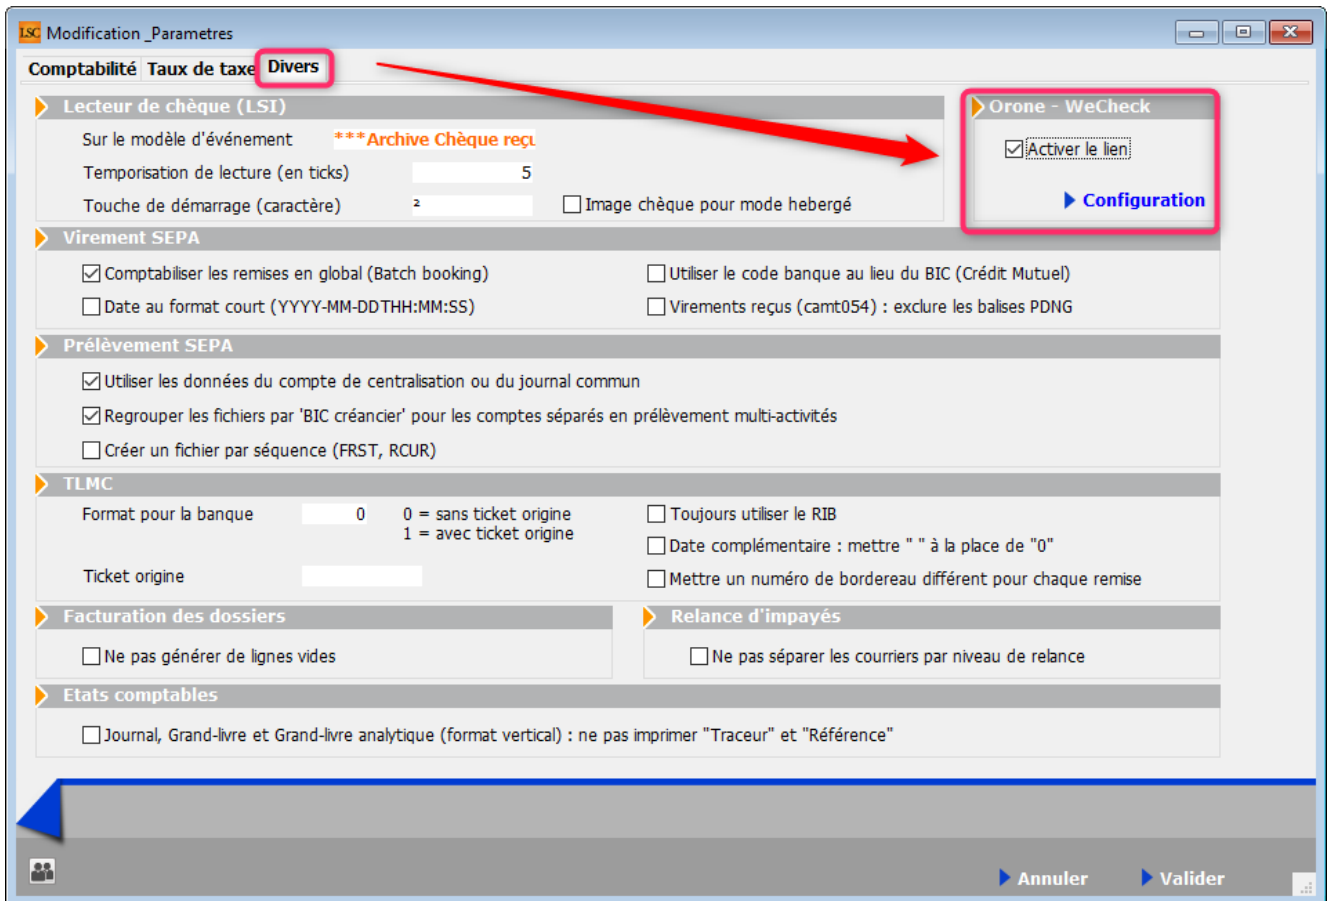 LSC Modification _Parametres
Comptabilité Taux de taxe Divers
Lecteur de chèque (LSI)
Orone - WeCheck
Sur le modèle d'événement ***Archive Chèque reçu
Activer le lien
Temporisation de lecture (en ticks) 5
Touche de démarrage (caractère) ²
Image chèque pour mode hebergé
Configuration
Virement SEPA
Comptabiliser les remises en global (Batch booking)
Utiliser le code banque au lieu du BIC (Crédit Mutuel)
Date au format court (YYYY-MM-DDTHH:MM:SS)
Virements reçus (camt054) : exclure les balises PDNG
Prélèvement SEPA
Utiliser les données du compte de centralisation ou du journal commun
Regrouper les fichiers par 'BIC créancier' pour les comptes séparés en prélèvement multi-activités
Créer un fichier par séquence (FRST, RCUR)
TLMC
Format pour la banque 0 0 = sans ticket origine
1 = avec ticket origine
Toujours utiliser le RIB
Date complémentaire : mettre " " à la place de "0"
Ticket origine
Mettre un numéro de bordereau différent pour chaque remise
Facturation des dossiers
Relance d'impayés
Ne pas générer de lignes vides
Ne pas séparer les courriers par niveau de relance
Etats comptables
Journal, Grand-livre et Grand-livre analytique (format vertical) : ne pas imprimer "Traceur" et "Référence"
Annuler
Valider